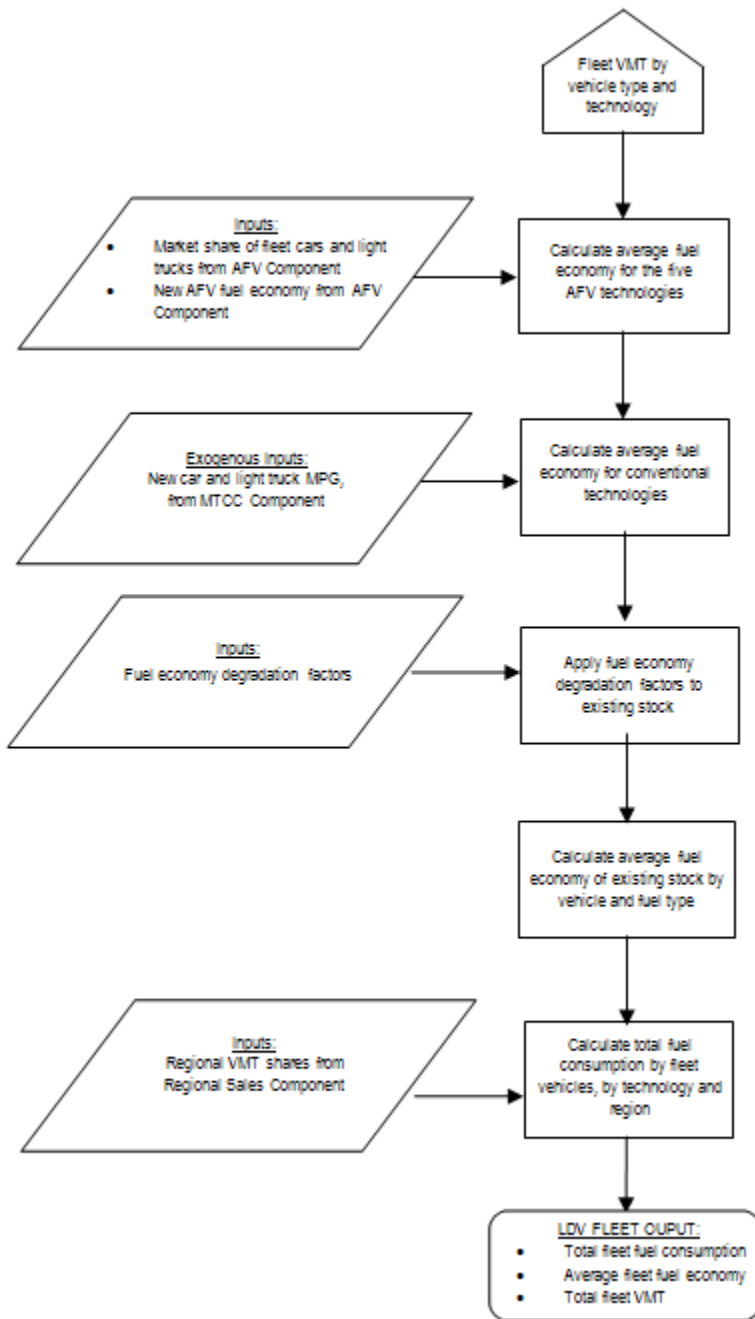 Fleet VMT by
vehicle type and
technology
Inputs:
• Market share of fleet cars and light
trucks from AFV Component
• New AFV fuel economy from AFV
Component
Calculate average fuel
economy for the five
AFV technologies
Exogenous Inputs:
New car and light truck MPG,
from MTCC Component
Calculate average fuel
economy for conventional
technologies
Inputs:
Fuel economy degradation factors
Apply fuel economy
degradation factors to
existing stock
Calculate average fuel
economy of existing stock by
vehicle and fuel type
Inputs:
Regional VMT shares from
Regional Sales Component
Calculate total fuel
consumption by fleet
vehicles, by technology and
region
LDV FLEET OUPUT:
• Total fleet fuel consumption
• Average fleet fuel economy
• Total fleet VMT